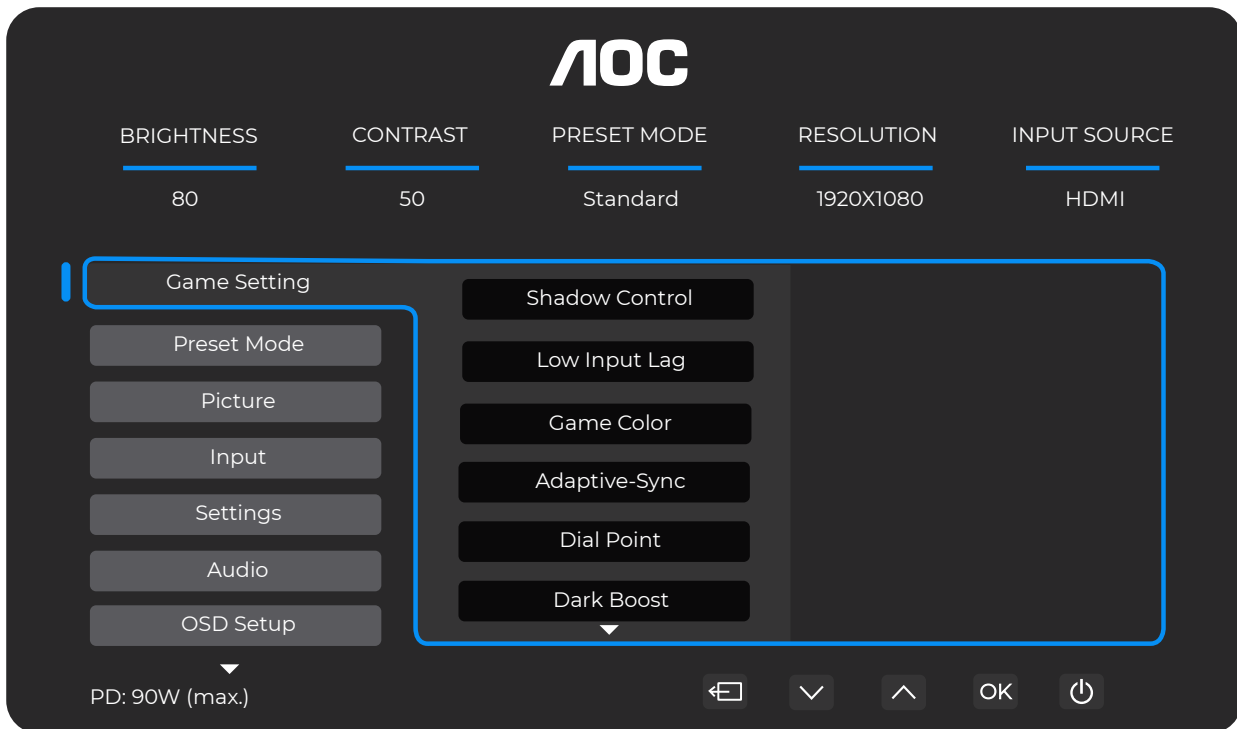 AOC
BRIGHTNESS CONTRAST PRESET MODE RESOLUTION INPUT SOURCE
80 50 Standard 1920X1080 HDMI
Game Setting
Preset Mode
Picture
Input
Settings
Audio
OSD Setup
Shadow Control
Low Input Lag
Game Color
Adaptive-Sync
Dial Point
Dark Boost
PD: 90W (max.)
OK